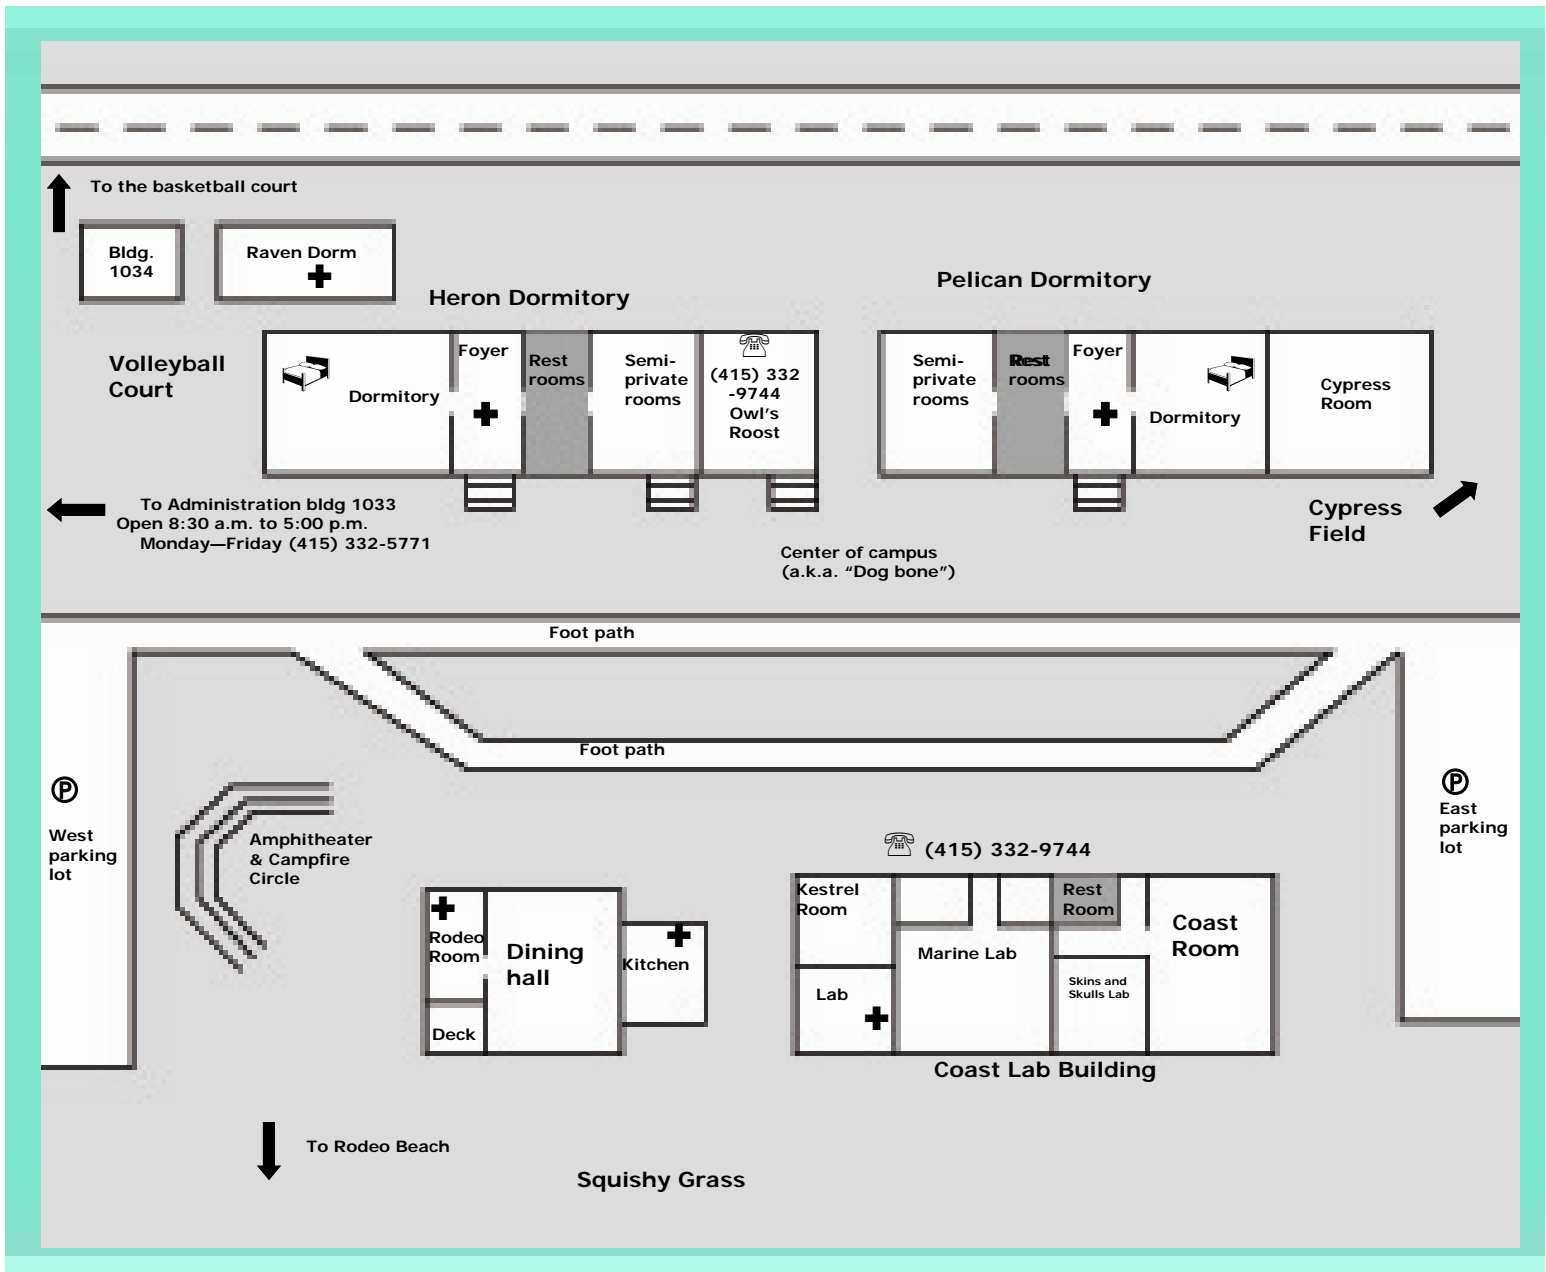 To the basketball court
Bldg.
1034
Raven Dorm
Heron Dormitory
Pelican Dormitory
Volleyball
Court
Dormitory
Foyer
Rest
rooms
Semi-
private
rooms
(415) 332
-9744
Owl's
Roost
Semi-
private
rooms
Rest
rooms
Foyer
Dormitory
Cypress
Room
To Administration bldg 1033
Open 8:30 a.m. to 5:00 p.m.
Monday—Friday (415) 332-5771
Cypress
Field
Center of campus
(a.k.a. “Dog bone”)
Foot path
Foot path
P
West
parking
lot
Amphitheater
& Campfire
Circle
P
East
parking
lot
(415) 332-9744
Rodeo
Room
Deck
Dining
hall
Kitchen
Kestrel
Room
Lab
Marine Lab
Rest
Room
Skins and
Skulls Lab
Coast
Room
Coast Lab Building
To Rodeo Beach
Squishy Grass